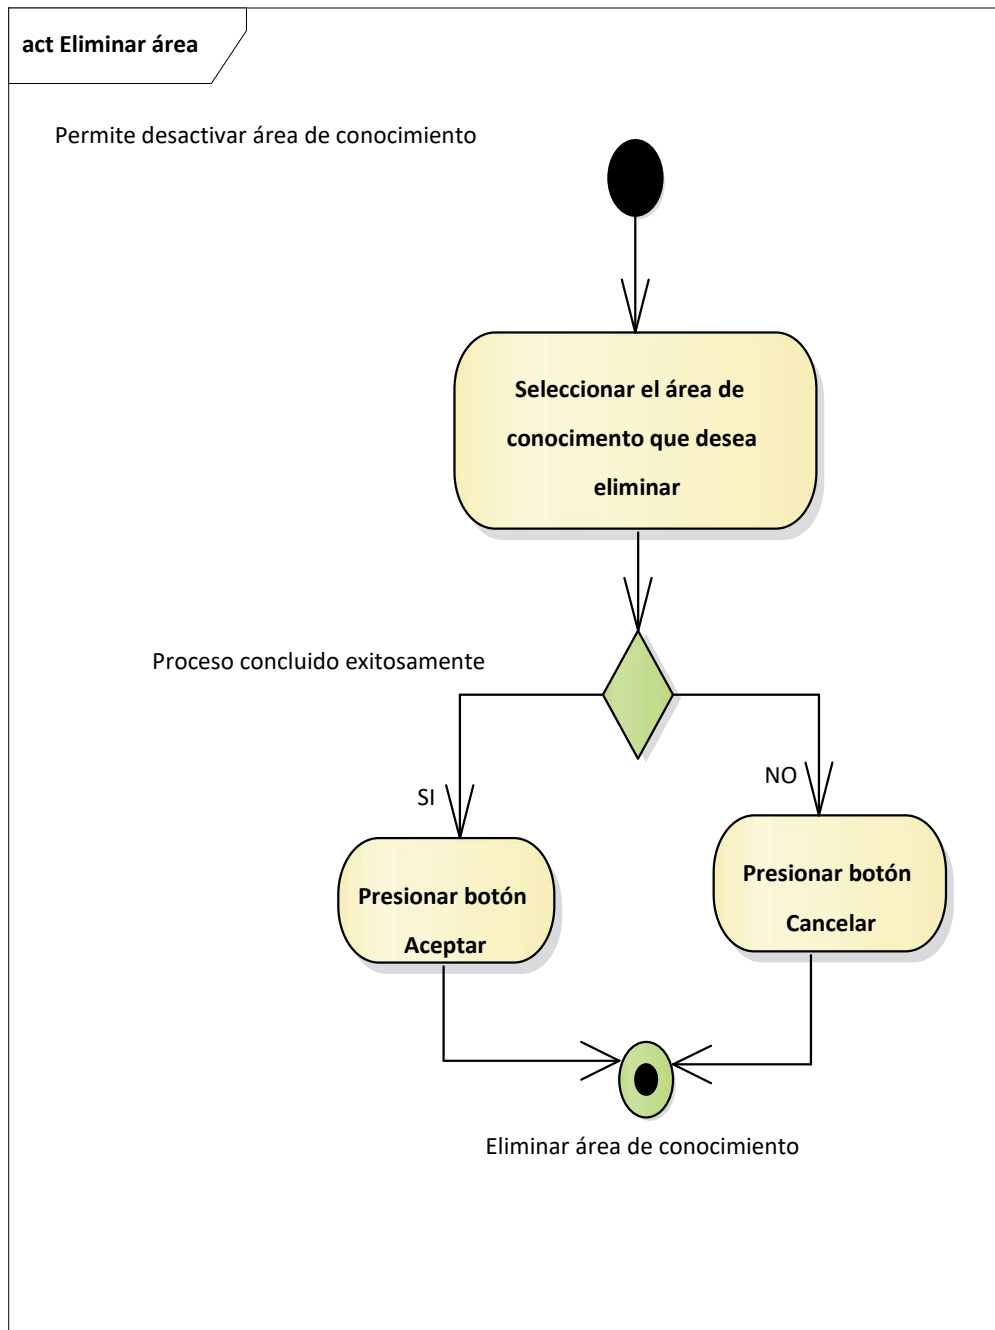 act Eliminar área
Permite desactivar área de conocimiento
Seleccionar el área de
conocimento que desea
eliminar
Proceso concluido exitosamente
NO
SI
Presionar botón
Cancelar
Presionar botón
Aceptar
Eliminar área de conocimiento